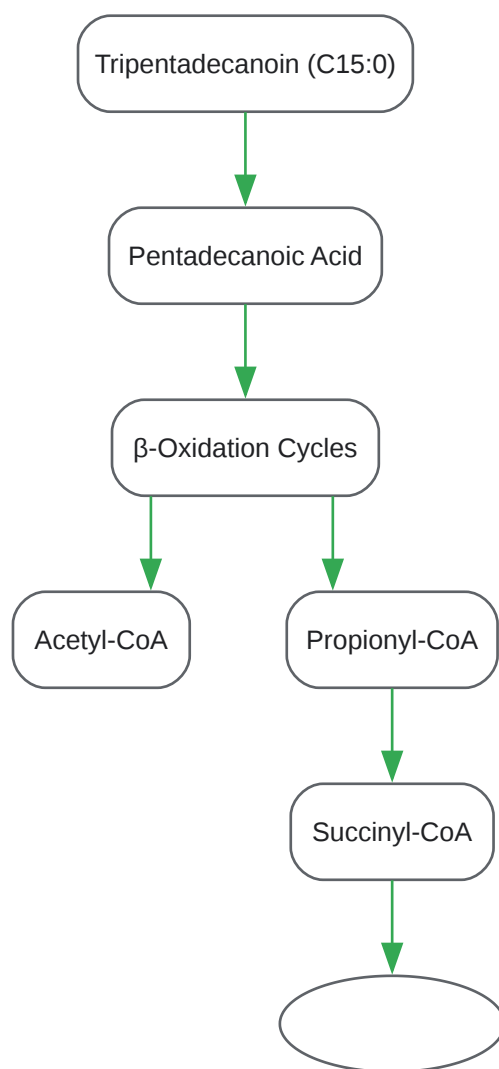 Tripentadecanoin (C15:0)
Pentadecanoic Acid
β-Oxidation Cycles
Acetyl-CoA
Propionyl-CoA
Succinyl-CoA